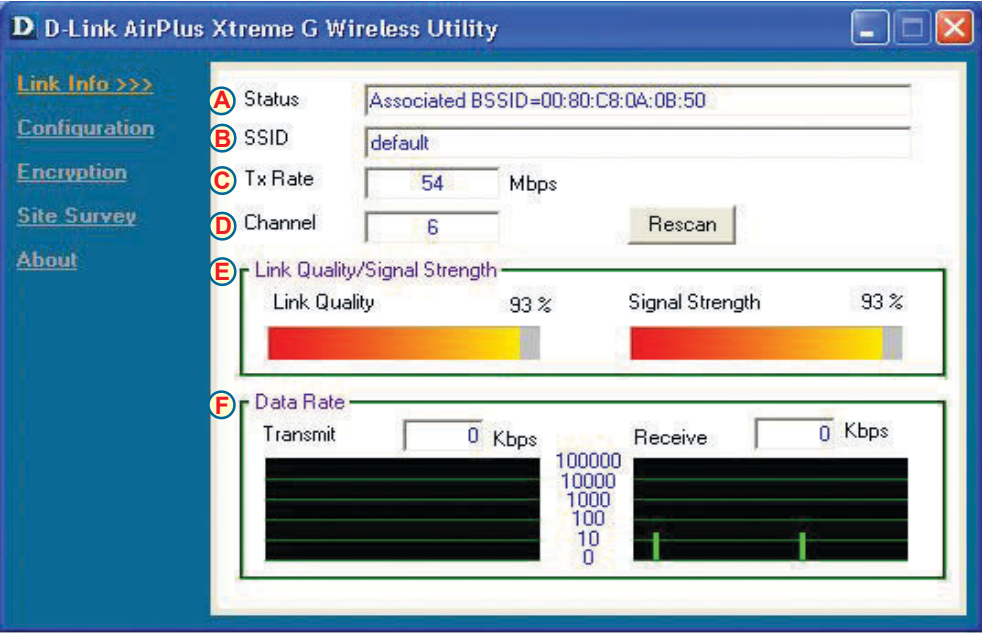 D D-Link AirPlus Xtreme G Wireless Utility
Link Info >>>
Configuration
Encryption
Site Survey
About
A Status Associated BSSID=00:80:C8:0A:0B:50
B SSID default
C Tx Rate 54 Mbps
D Channel 6 Rescan
E Link Quality/Signal Strength
Link Quality 93 % Signal Strength 93 %
F Data Rate
Transmit 0 Kbps Receive 0 Kbps
100000
10000
1000
100
10
0